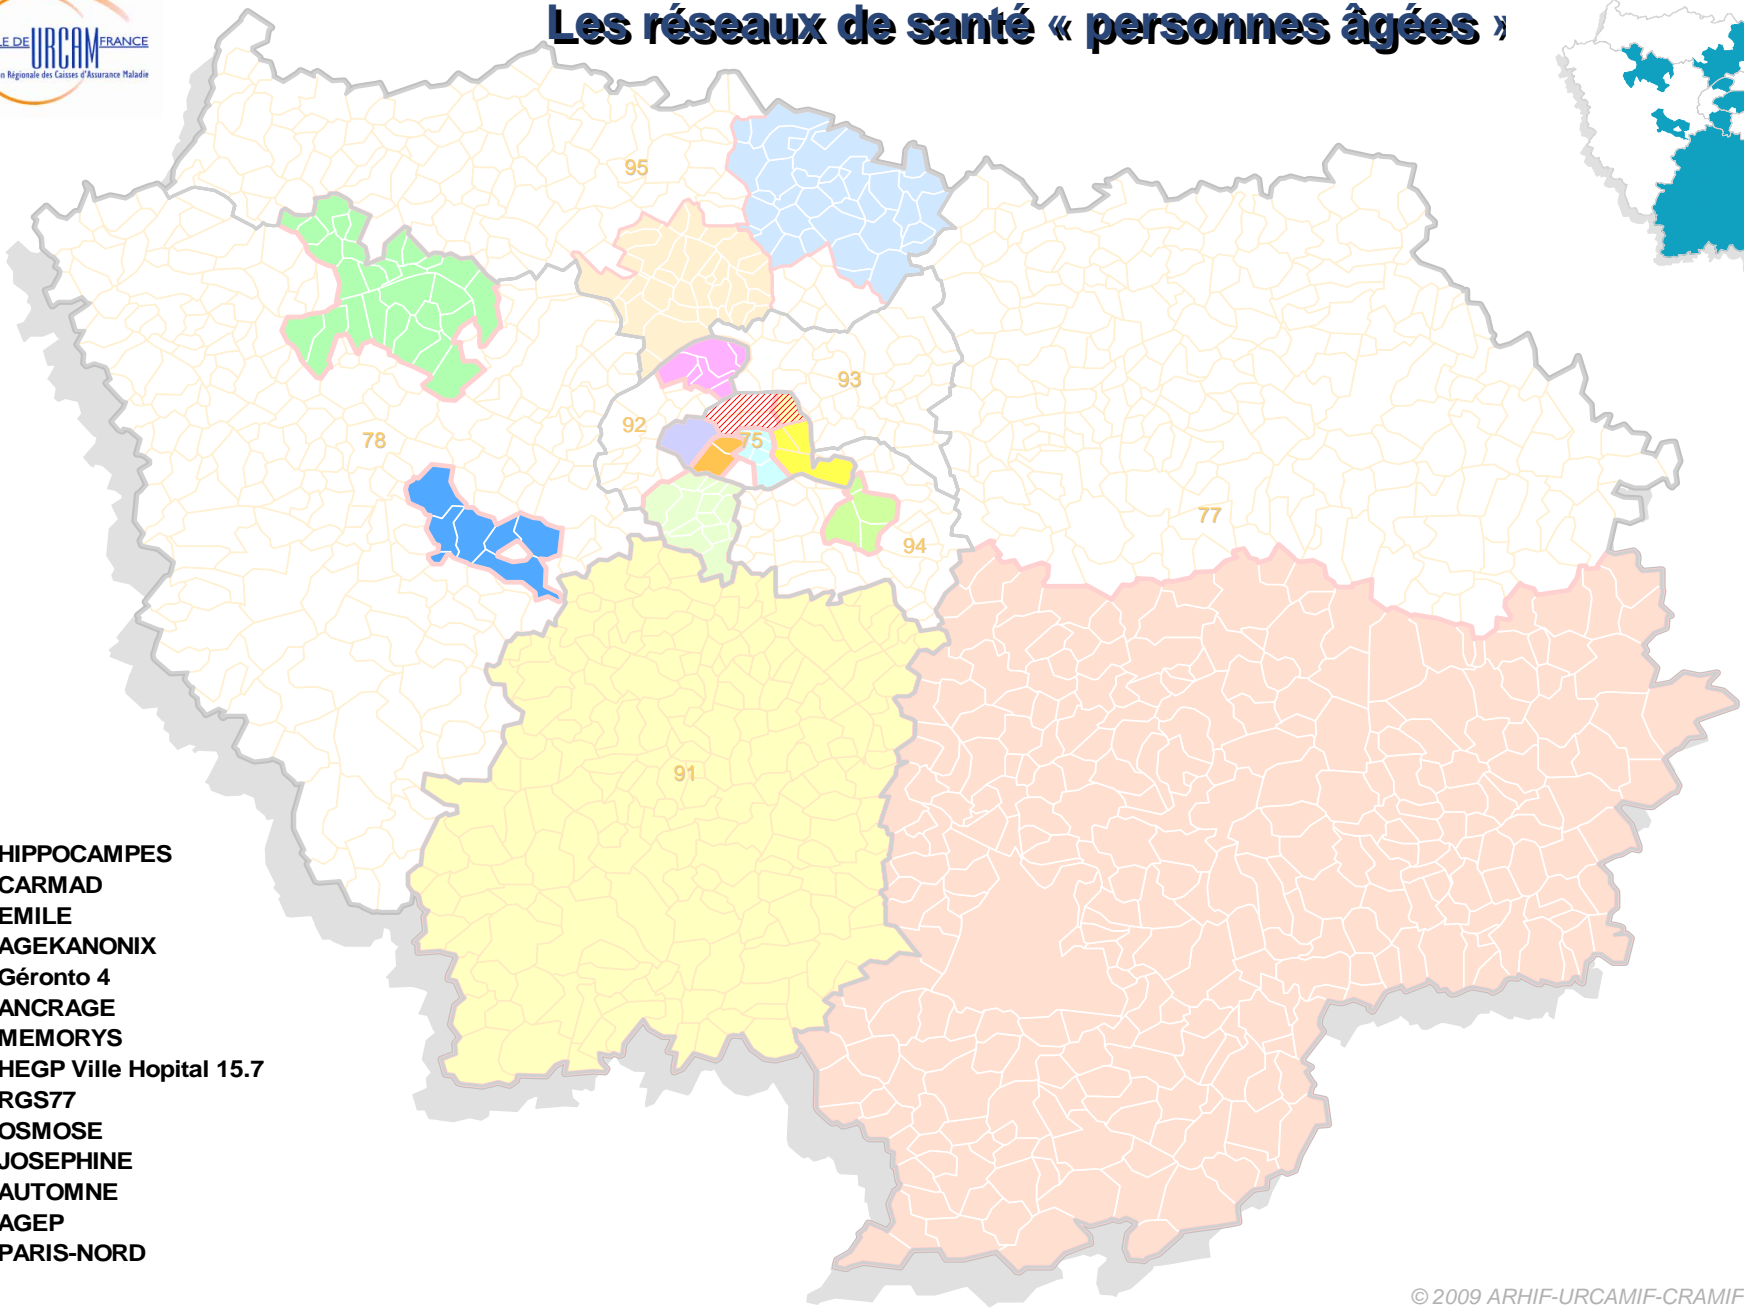 Les réseaux de santé « personnes âgées »
LE DE URCAM FRANCE
n Régionale des Caisses d'Assurance Maladie
95
93
92
75
78
77
94
91
HIPPOCAMPES
CARMAD
EMILE
AGEKANONIX
Géronto 4
ANCRAGE
MEMORYS
HEGP Ville Hopital 15.7
RGS77
OSMOSE
JOSEPHINE
AUTOMNE
AGEP
PARIS-NORD
© 2009 ARHIF-URCAMIF-CRAMIF